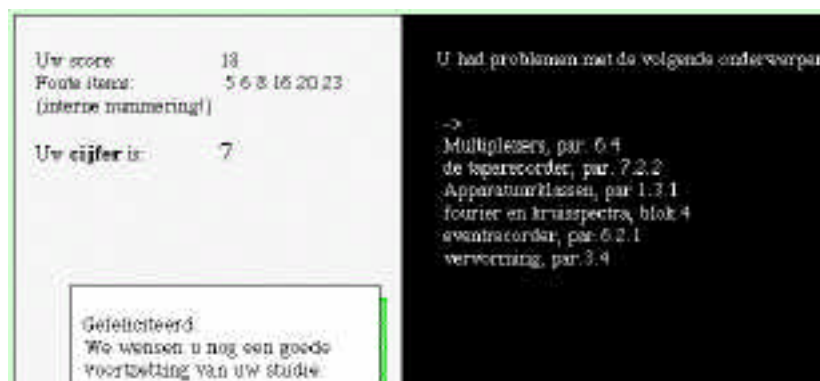 Uw score: 18
Foute items: 5 6 8 16 20 23
(interne nummering!)
Uw cijfer is: 7
Gefeliciteerd.
We wensen u nog een goede
voortzetting van uw studie.
U had problemen met de volgende onderwerpen
->
Multiplexers, par. 6.4
de taperecorder, par. 7.2.2
Apparatuurklassen, par 1.3.1
fourier en kruisspectra, blok 4
eventrecorder, par. 6.2.1
vervorming, par. 3.4